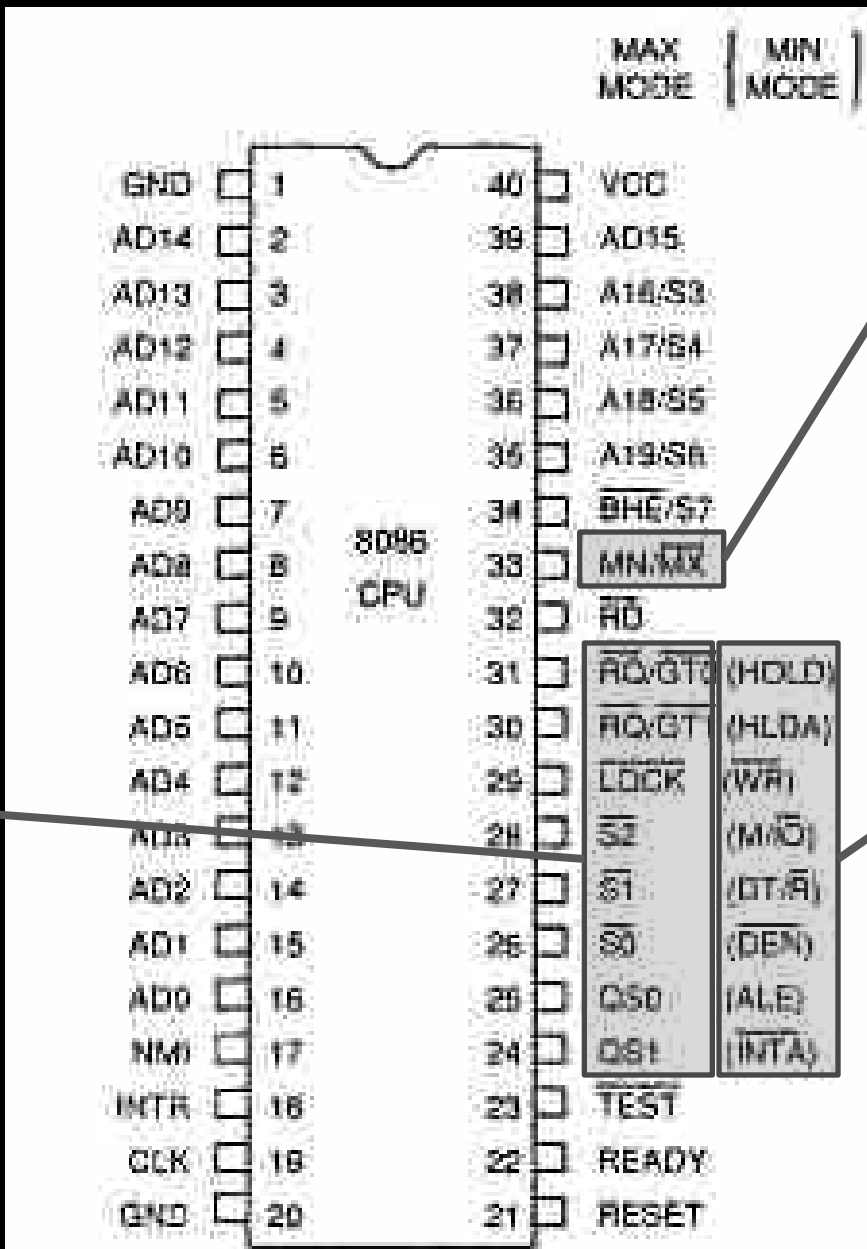 MAX MODE { MIN MODE }
GND 1 40 VCC
AD14 2 39 AD15
AD13 3 38 A16/S3
AD12 4 37 A17/S4
AD11 5 36 A18/S5
AD10 6 35 A19/S6
AD9 7 34 BHE/S7
8086 CPU
AD8 8 33 MN/MX
AD7 9 32 RD
AD6 10 31 RQ/GT0 (HOLD)
AD5 11 30 RQ/GT1 (HLDA)
AD4 12 29 LOCK (WR)
AD3 13 28 S2 (M/IO)
AD2 14 27 S1 (DT/R)
AD1 15 26 S0 (DEN)
AD0 16 25 QS0 (ALE)
NMI 17 24 QS1 (INTA)
INTR 18 23 TEST
CLK 19 22 READY
GND 20 21 RESET